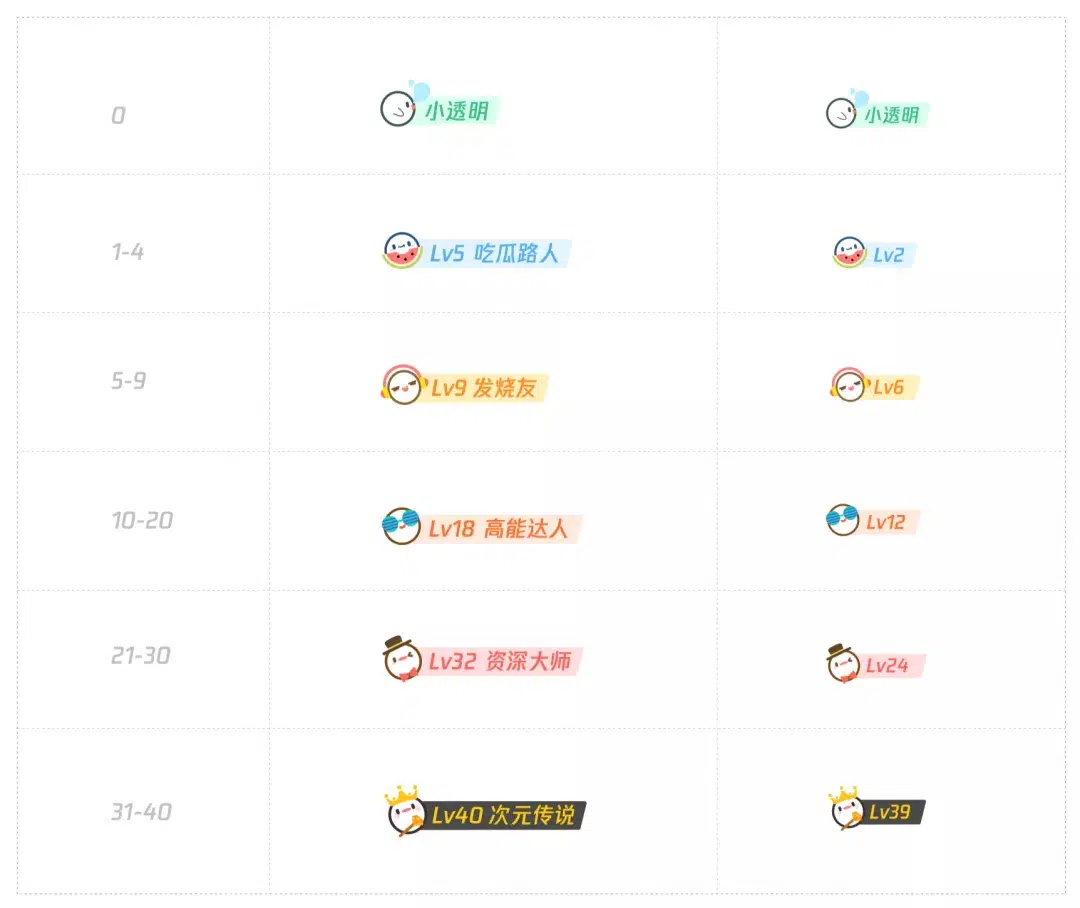 0
小透明
小透明
1-4
Lv5 吃瓜路人
Lv2
5-9
Lv9 发烧友
Lv6
10-20
Lv18 高能达人
Lv12
21-30
Lv32 资深大师
Lv24
31-40
Lv40 次元传说
Lv39